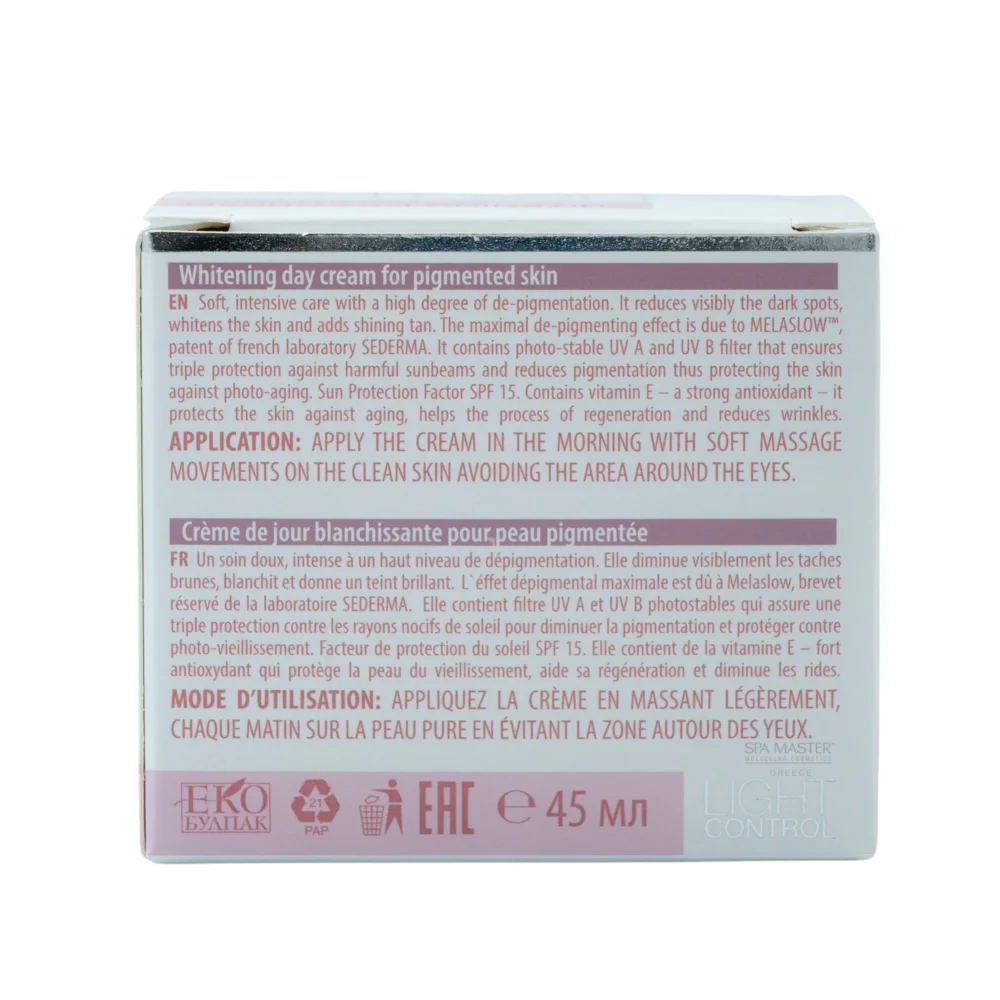 Whitening day cream for pigmented skin
EN Soft, intensive care with a high degree of de-pigmentation. It reduces visibly the dark spots,
whitens the skin and adds shining tan. The maximal de-pigmenting effect is due to MELASLOW™,
patent of french laboratory SEDERMA. It contains photo-stable UV A and UV B filter that ensures
triple protection against harmful sunbeams and reduces pigmentation thus protecting the skin
against photo-aging. Sun Protection Factor SPF 15. Contains vitamin E – a strong antioxidant – it
protects the skin against aging, helps the process of regeneration and reduces wrinkles.
APPLICATION: APPLY THE CREAM IN THE MORNING WITH SOFT MASSAGE
MOVEMENTS ON THE CLEAN SKIN AVOIDING THE AREA AROUND THE EYES.
Crème de jour blanchissante pour peau pigmentée
FR Un soin doux, intense à un haut niveau de dépigmentation. Elle diminue visiblement les taches
brunes, blanchît et donne un teint brillant. L`éffet dépigmental maximale est dû à Melaslow, brevet
réservé de la laboratoire SEDERMA. Elle contient filtre UV A et UV B photostables qui assure une
triple protection contre les rayons nocifs de soleil pour diminuer la pigmentation et protéger contre
photo-vieillissement. Facteur de protection du soleil SPF 15. Elle contient de la vitamine E – fort
antioxydant qui protège la peau du vieillissement, aide sa régénération et diminue les rides.
MODE D'UTILISATION: APPLIQUEZ LA CRÈME EN MASSANT LÉGÈREMENT,
CHAQUE MATIN SUR LA PEAU PURE EN ÉVITANT LA ZONE AUTOUR DES YEUX.
SPA MASTER
MOLECULAR COSMETICS
GREECE
LIGHT
CONTROL
ЕКО
БУЛПАК
21
PAP
EAC
e 45 мл